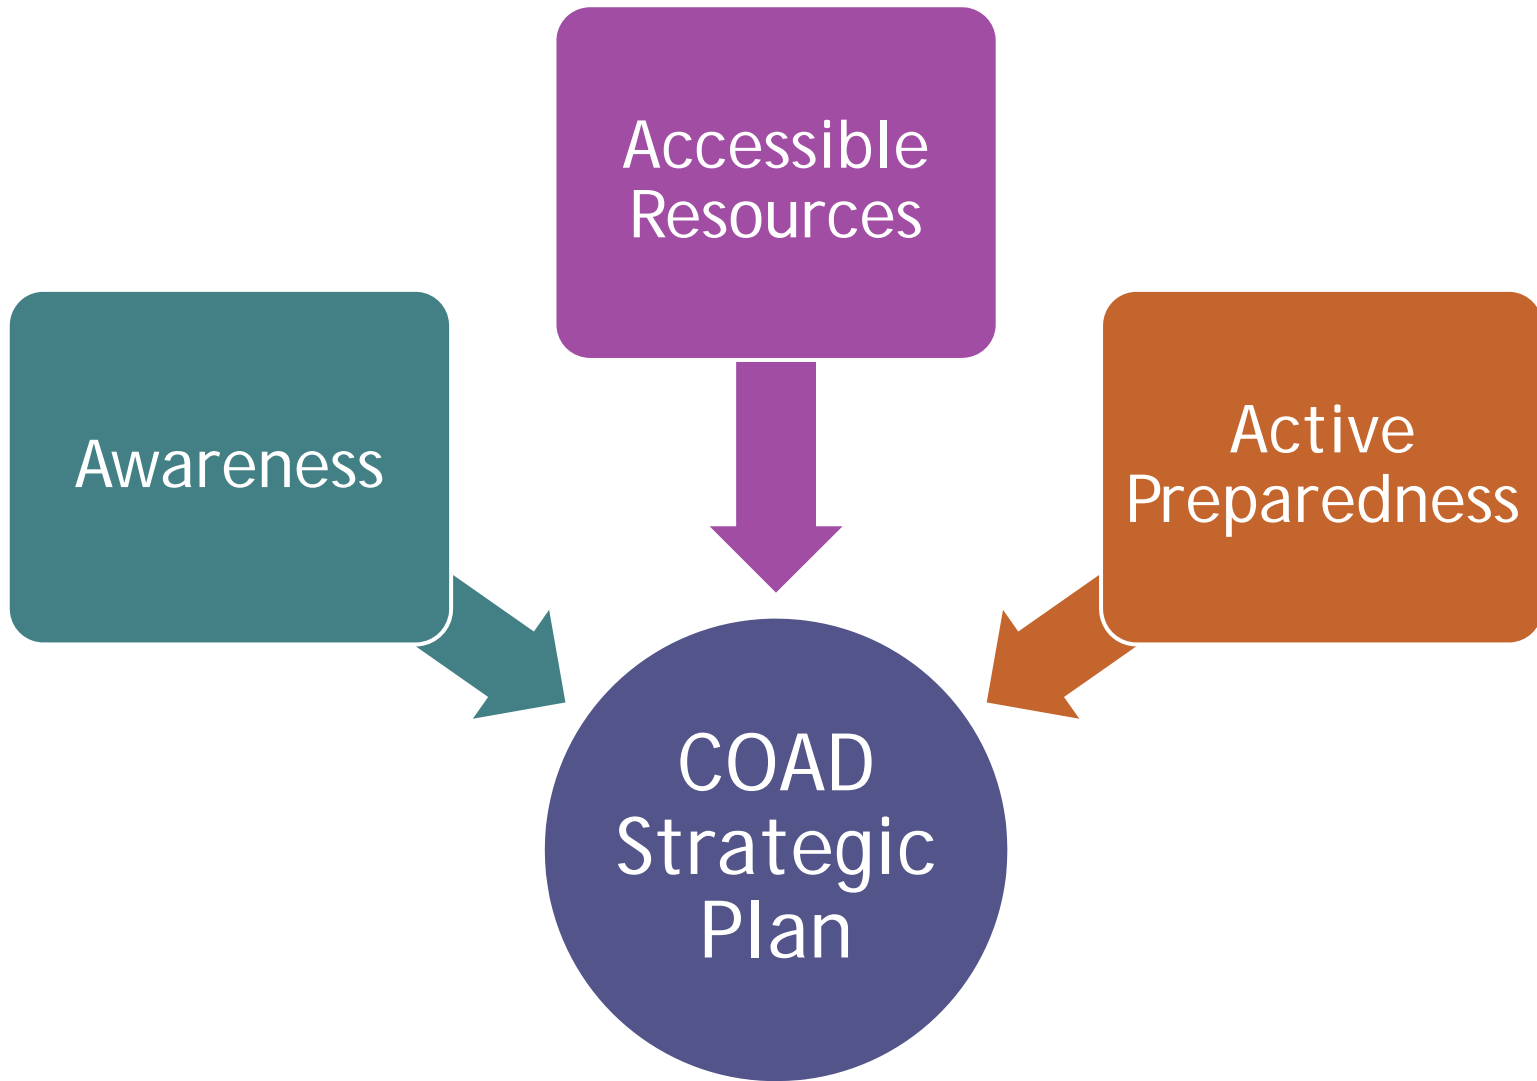 Accessible
Resources
Awareness
Active
Preparedness
COAD
Strategic
Plan